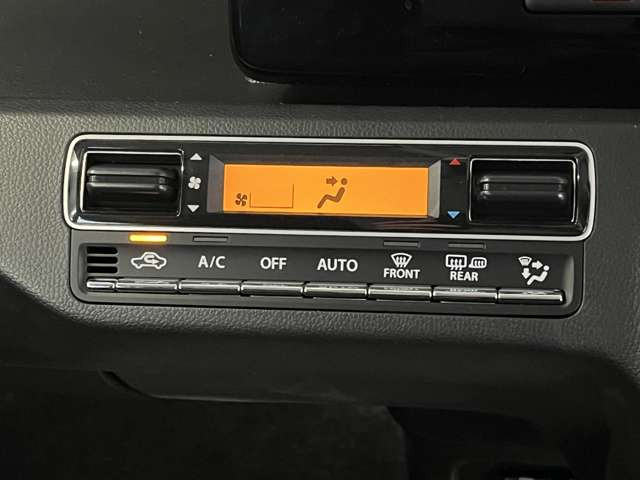 A/C OFF AUTO FRONT REAR